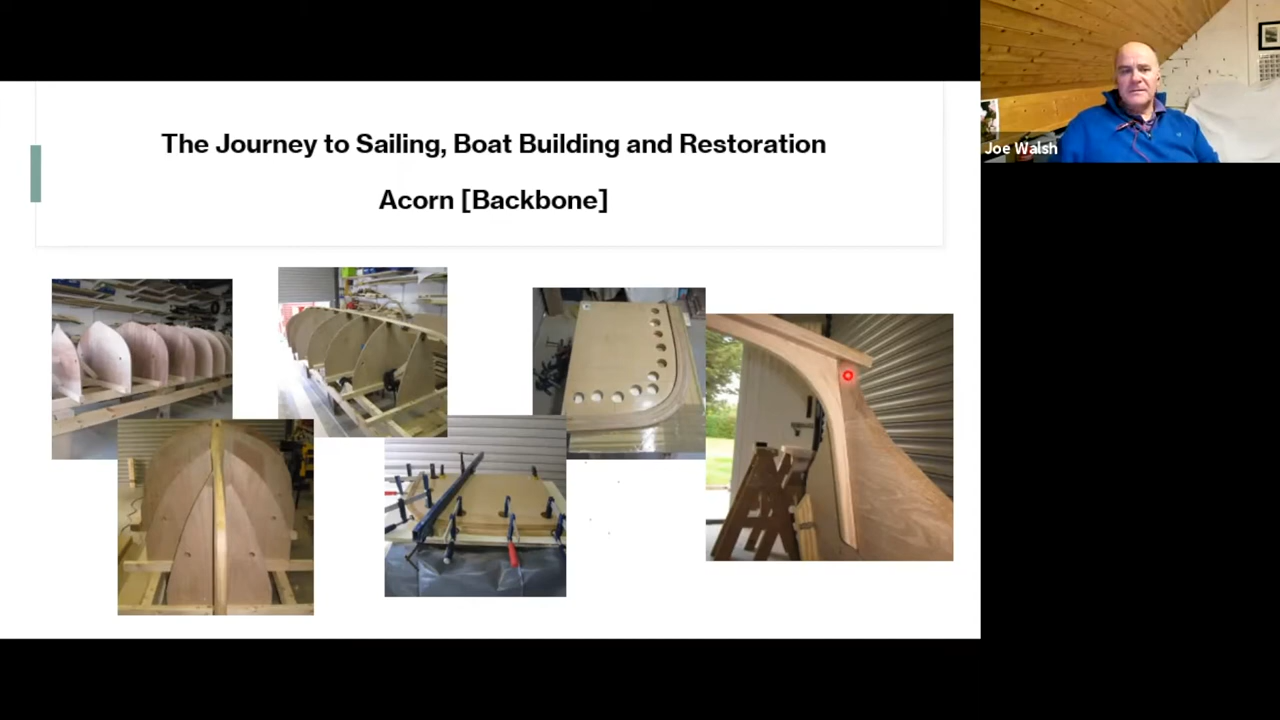 The Journey to Sailing, Boat Building and Restoration
Acorn [Backbone]
Joe Walsh